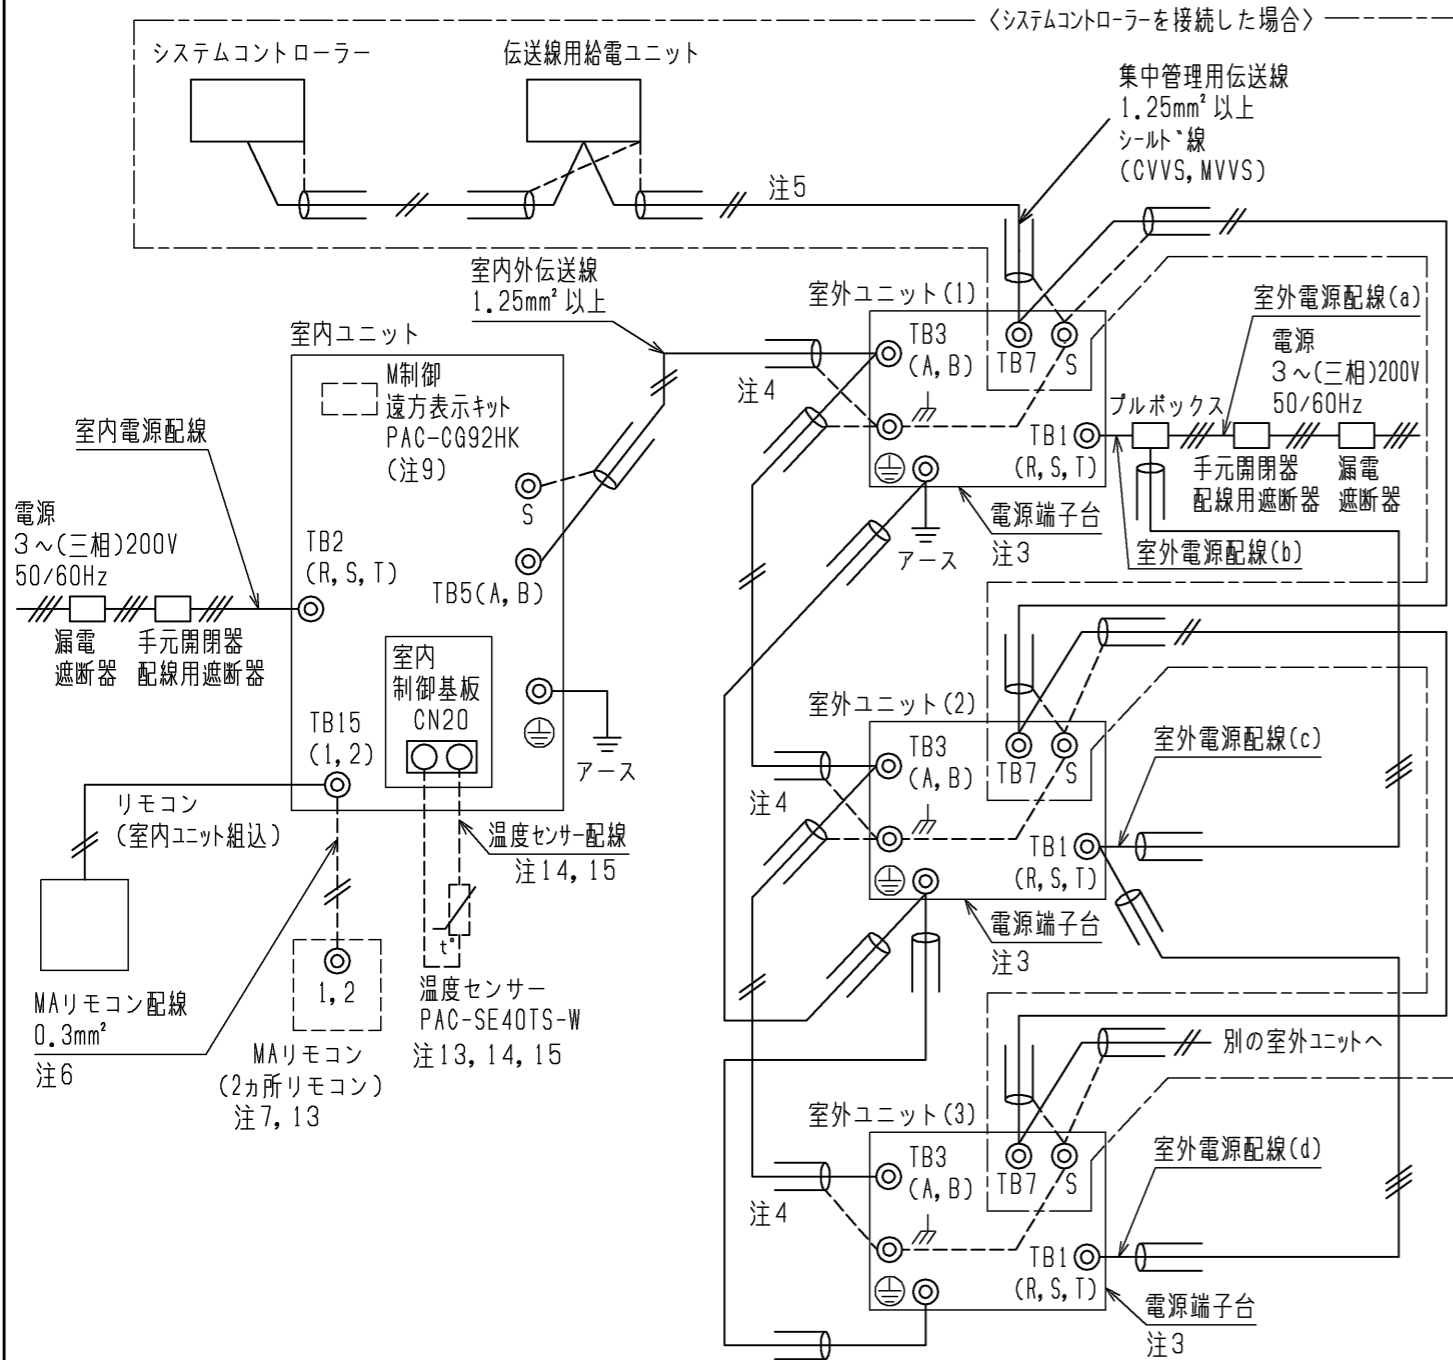 〈システムコントローラーを接続した場合〉
システムコントローラー
伝送線用給電ユニット
集中管理用伝送線
1.25mm²以上
シールド線
(CVVS,MVVS)
注5
室内外伝送線
1.25mm²以上
室内ユニット
M制御
遠方表示キット
PAC-CG92HK
(注9)
室内電源配線
電源
3～(三相)200V
50/60Hz
漏電
遮断器
手元開閉器
配線用遮断器
TB2
(R,S,T)
S
TB5(A,B)
室内
制御基板
CN20
TB15
(1,2)
アース
リモコン
(室内ユニット組込)
温度センサー配線
注14,15
t°
温度センサー
PAC-SE40TS-W
注13,14,15
1,2
MAリモコン
(2ヵ所リモコン)
注7,13
MAリモコン配線
0.3mm²
注6
室外ユニット(1)
TB3
(A,B)
TB7
S
注4
TB1
(R,S,T)
電源端子台
注3
アース
プルボックス
室外電源配線(a)
電源
3～(三相)200V
50/60Hz
手元開閉器
配線用遮断器
漏電
遮断器
室外電源配線(b)
室外ユニット(2)
TB3
(A,B)
TB7
S
注4
TB1
(R,S,T)
電源端子台
注3
室外電源配線(c)
別の室外ユニットへ
室外ユニット(3)
TB3
(A,B)
TB7
S
注4
TB1
(R,S,T)
電源端子台
注3
室外電源配線(d)